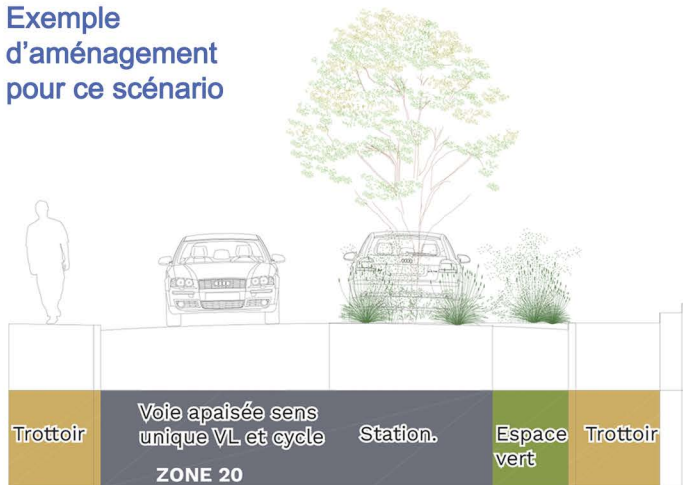 Exemple
d'aménagement
pour ce scénario
Trottoir
Voie apaisée sens
unique VL et cycle
Station.
Espace
vert
Trottoir
ZONE 20